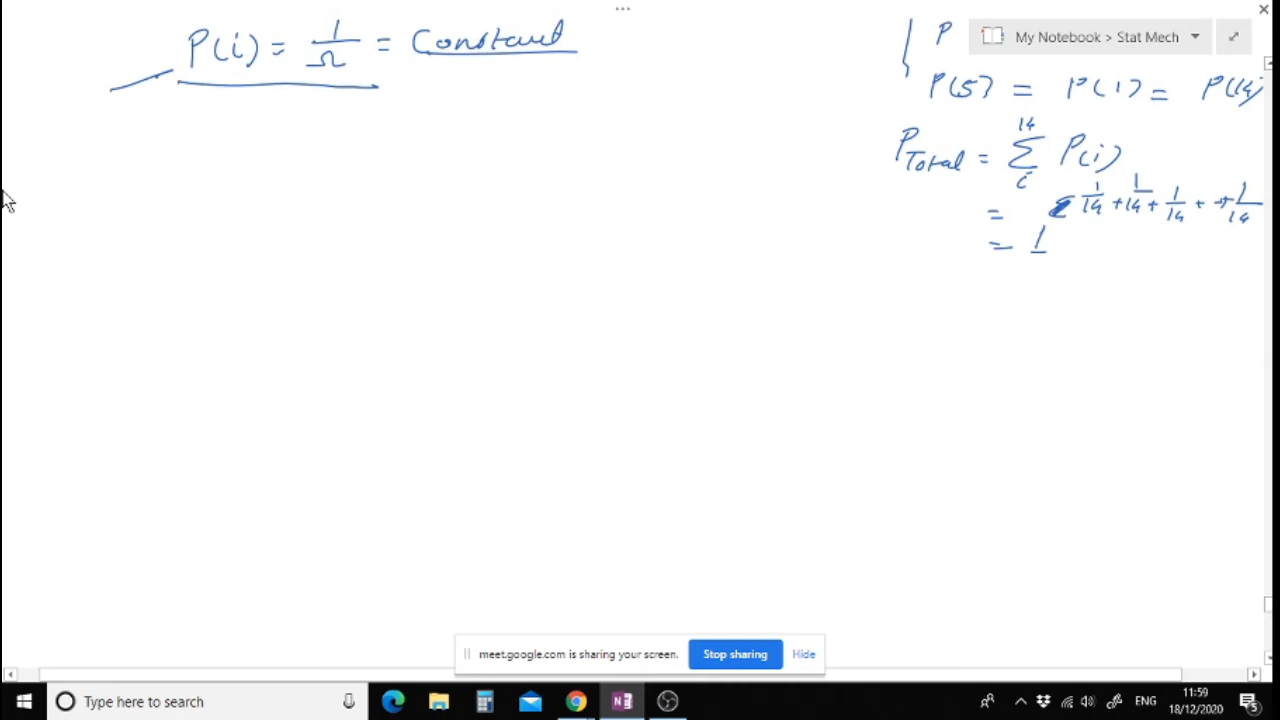 P(i) = 1/Ω = Constant
P
My Notebook > Stat Mech
P(5) = P(1) = P(14)
P_Total = Σ_i^14 P(i)
= 1/14 + 1/14 + 1/14 + - + 1/14
= 1
meet.google.com is sharing your screen. Stop sharing Hide
Type here to search
ENG
11:59
18/12/2020
5